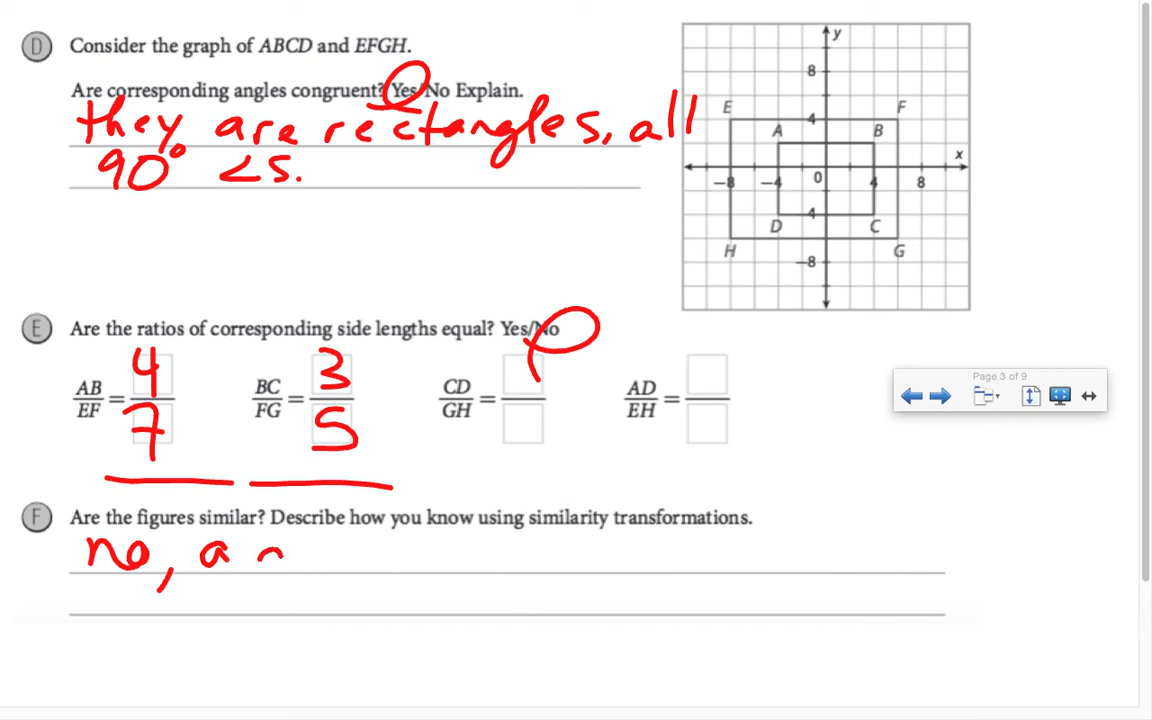 D Consider the graph of ABCD and EFGH.
Are corresponding angles congruent? Yes/No Explain.
they are rectangles, all
90° <s.
y
8
E F
4
A B
x
−8 −4 0 4 8
4
D C
H G
−8
E Are the ratios of corresponding side lengths equal? Yes/No
AB/EF = 4/7 BC/FG = 3/5 CD/GH = AD/EH =
Page 3 of 9
F Are the figures similar? Describe how you know using similarity transformations.
no, a